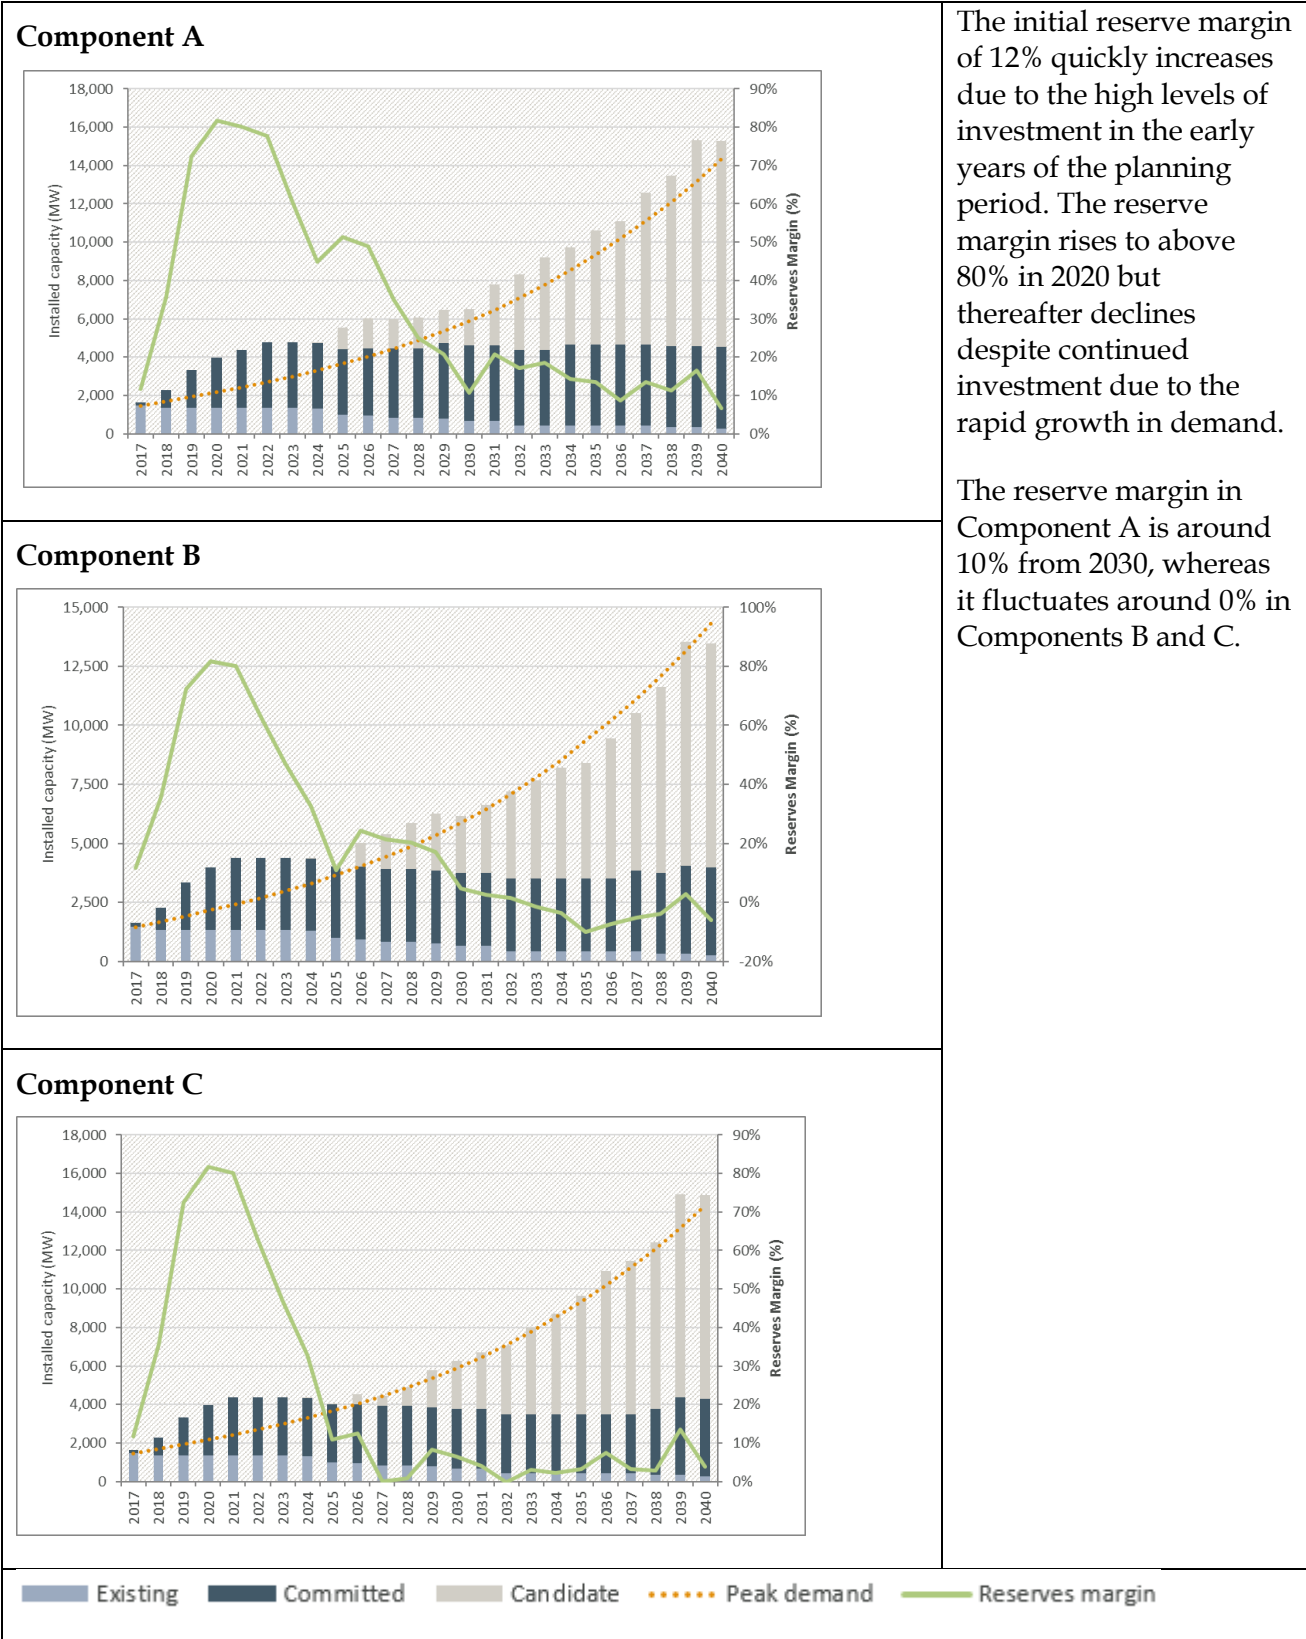 Component A
18,000
16,000
14,000
12,000
10,000
8,000
6,000
4,000
2,000
0
Installed capacity (MW)
90%
80%
70%
60%
50%
40%
30%
20%
10%
0%
Reserves Margin (%)
2017 2018 2019 2020 2021 2022 2023 2024 2025 2026 2027 2028 2029 2030 2031 2032 2033 2034 2035 2036 2037 2038 2039 2040
The initial reserve margin
of 12% quickly increases
due to the high levels of
investment in the early
years of the planning
period. The reserve
margin rises to above
80% in 2020 but
thereafter declines
despite continued
investment due to the
rapid growth in demand.
The reserve margin in
Component A is around
10% from 2030, whereas
it fluctuates around 0% in
Components B and C.
Component B
15,000
12,500
10,000
7,500
5,000
2,500
0
Installed capacity (MW)
100%
80%
60%
40%
20%
0%
-20%
Reserves Margin (%)
2017 2018 2019 2020 2021 2022 2023 2024 2025 2026 2027 2028 2029 2030 2031 2032 2033 2034 2035 2036 2037 2038 2039 2040
Component C
18,000
16,000
14,000
12,000
10,000
8,000
6,000
4,000
2,000
0
Installed capacity (MW)
90%
80%
70%
60%
50%
40%
30%
20%
10%
0%
Reserves Margin (%)
2017 2018 2019 2020 2021 2022 2023 2024 2025 2026 2027 2028 2029 2030 2031 2032 2033 2034 2035 2036 2037 2038 2039 2040
Existing Committed Candidate Peak demand Reserves margin